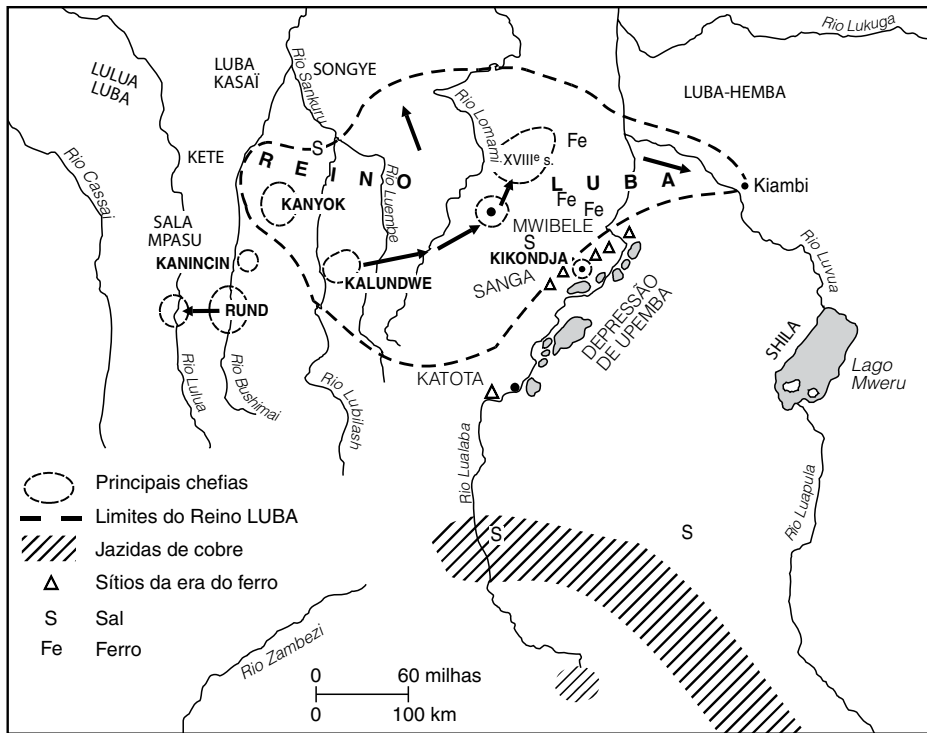 Rio Lukuga
LULUA
LUBA
LUBA
KASAÏ
Rio Sankuru
SONGYE
LUBA-HEMBA
Rio Cassai
KETE
S
Rio Lomami
XVIIIe s.
Fe
REINO LUBA
Kiambi
KANYOK
Rio Luembe
Fe
Fe
MWIBELE
S
SALA
MPASU
KANINCIN
KIKONDJA
KALUNDWE
SANGA
Rio Luvua
RUND
DEPRESSÃO
DE UPEMBA
SHILA
Lago
Mweru
Rio Lulua
Rio Bushimai
Rio Lubilash
KATOTA
Rio Lualaba
Rio Luapula
S
S
Principais chefias
Limites do Reino LUBA
Jazidas de cobre
Sítios da era do ferro
S Sal
Fe Ferro
Rio Zambezi
0 60 milhas
0 100 km